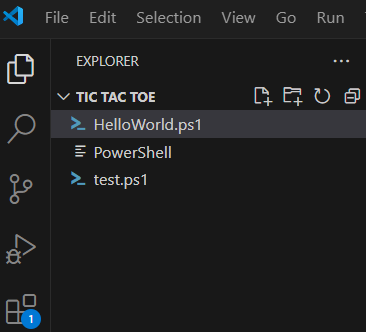 File Edit Selection View Go Run
EXPLORER
TIC TAC TOE
HelloWorld.ps1
PowerShell
test.ps1
1